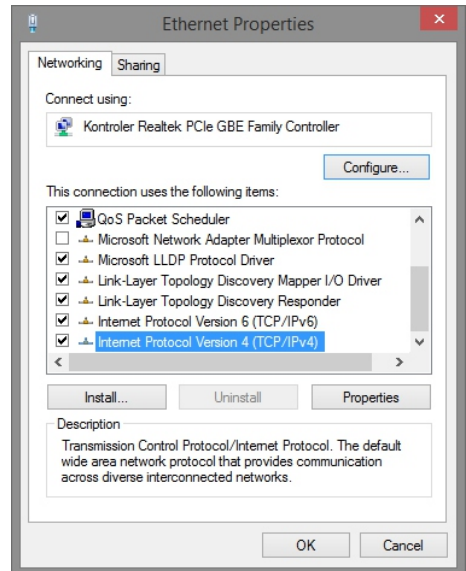 Ethernet Properties
Networking
Sharing
Connect using:
Kontroler Realtek PCIe GBE Family Controller
Configure...
This connection uses the following items:
QoS Packet Scheduler
Microsoft Network Adapter Multiplexor Protocol
Microsoft LLDP Protocol Driver
Link-Layer Topology Discovery Mapper I/O Driver
Link-Layer Topology Discovery Responder
Internet Protocol Version 6 (TCP/IPv6)
Internet Protocol Version 4 (TCP/IPv4)
Install...
Uninstall
Properties
Description
Transmission Control Protocol/Internet Protocol. The default
wide area network protocol that provides communication
across diverse interconnected networks.
OK
Cancel